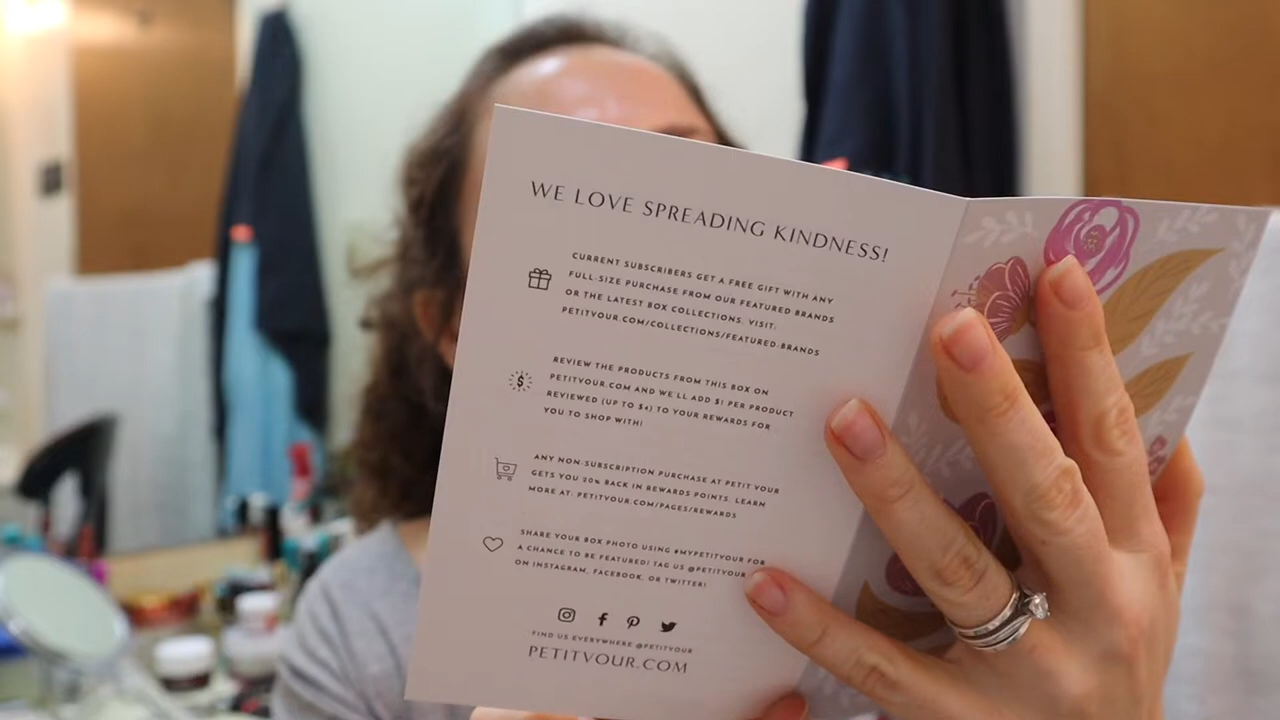 WE LOVE SPREADING KINDNESS!
CURRENT SUBSCRIBERS GET A FREE GIFT WITH ANY
FULL-SIZE PURCHASE FROM OUR FEATURED BRANDS
OR THE LATEST BOX COLLECTIONS. VISIT:
PETITVOUR.COM/COLLECTIONS/FEATURED-BRANDS
REVIEW THE PRODUCTS FROM THIS BOX ON
PETITVOUR.COM AND WE'LL ADD $1 PER PRODUCT
REVIEWED (UP TO $4) TO YOUR REWARDS FOR
YOU TO SHOP WITH!
ANY NON-SUBSCRIPTION PURCHASE AT PETIT VOUR
GETS YOU 20% BACK IN REWARDS POINTS. LEARN
MORE AT: PETITVOUR.COM/PAGES/REWARDS
SHARE YOUR BOX PHOTO USING #MYPETITVOUR FOR
A CHANCE TO BE FEATURED! TAG US @PETITVOUR
ON INSTAGRAM, FACEBOOK, OR TWITTER!
FIND US EVERYWHERE @PETITVOUR
PETITVOUR.COM